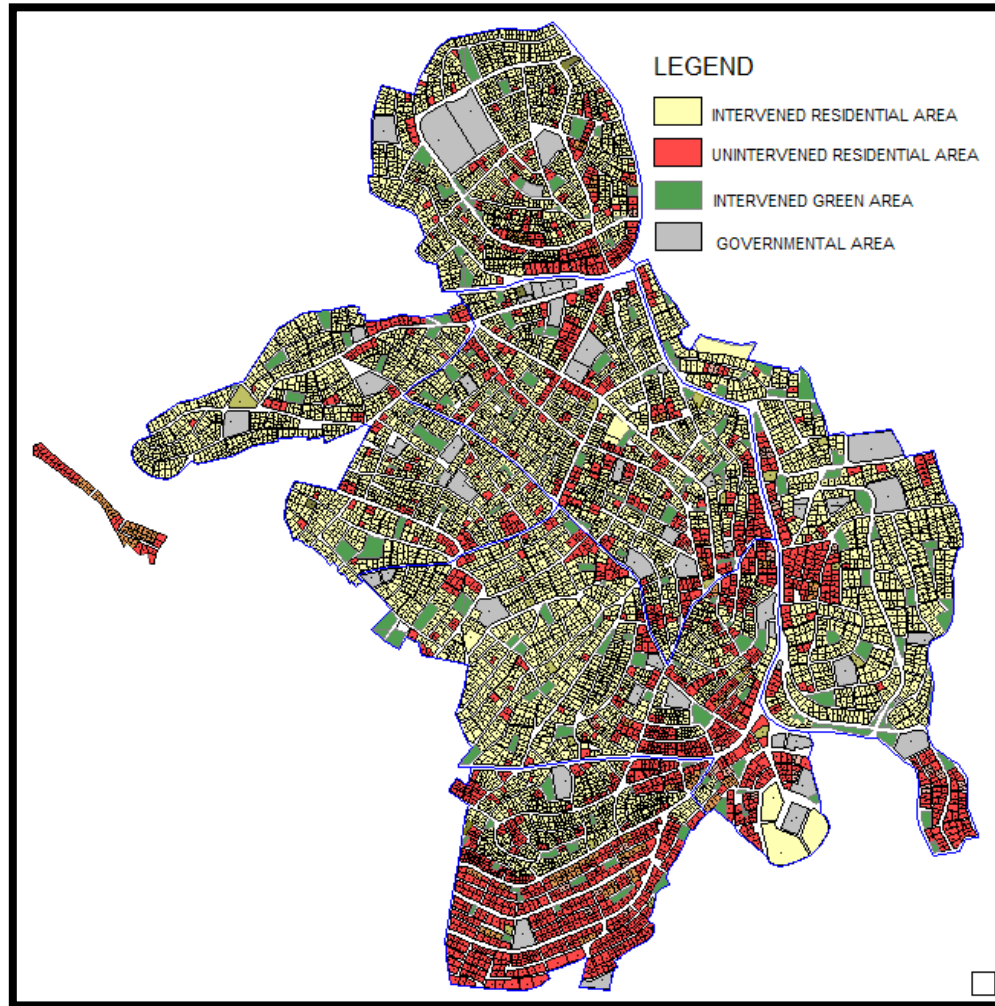 LEGEND
INTERVENED RESIDENTIAL AREA
UNINTERVENED RESIDENTIAL AREA
INTERVENED GREEN AREA
GOVERNMENTAL AREA